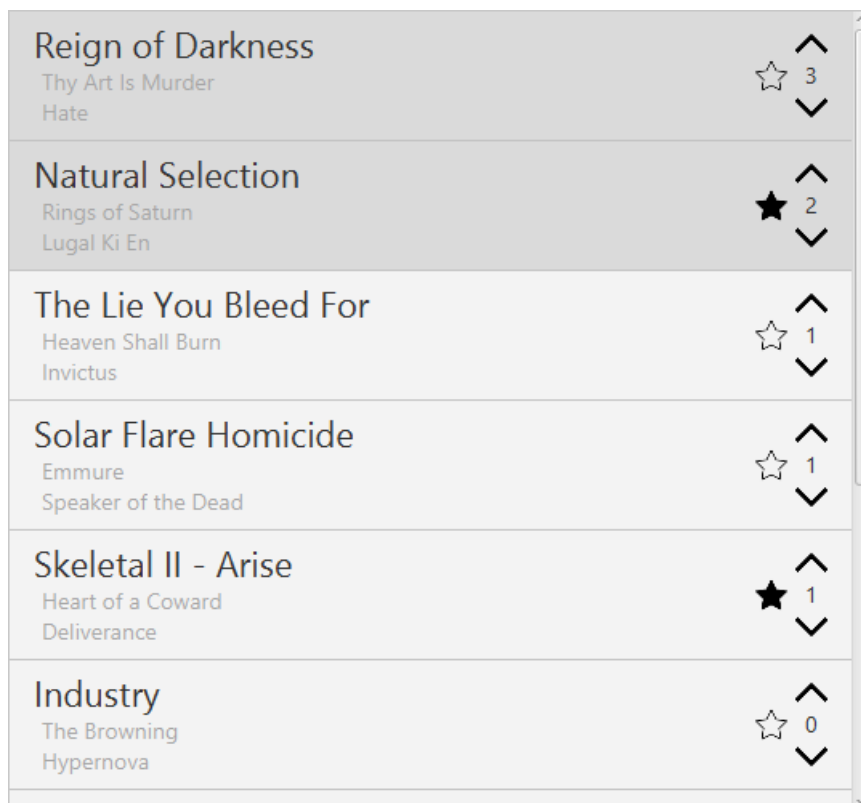 Reign of Darkness
Thy Art Is Murder
Hate
3
Natural Selection
Rings of Saturn
Lugal Ki En
2
The Lie You Bleed For
Heaven Shall Burn
Invictus
1
Solar Flare Homicide
Emmure
Speaker of the Dead
1
Skeletal II - Arise
Heart of a Coward
Deliverance
1
Industry
The Browning
Hypernova
0